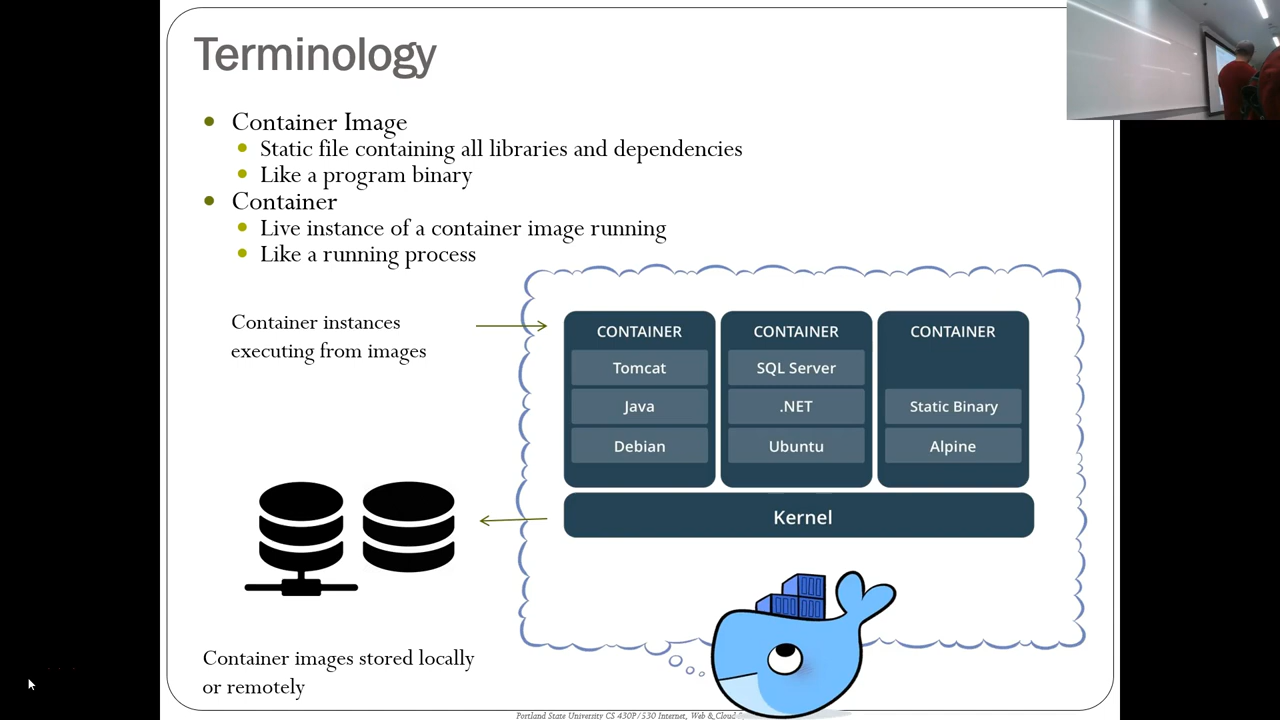 Terminology
Container Image
Static file containing all libraries and dependencies
Like a program binary
Container
Live instance of a container image running
Like a running process
Container instances
executing from images
CONTAINER
Tomcat
Java
Debian
CONTAINER
SQL Server
.NET
Ubuntu
CONTAINER
Static Binary
Alpine
Kernel
Container images stored locally
or remotely
Portland State University CS 430P/530 Internet, Web & Cloud